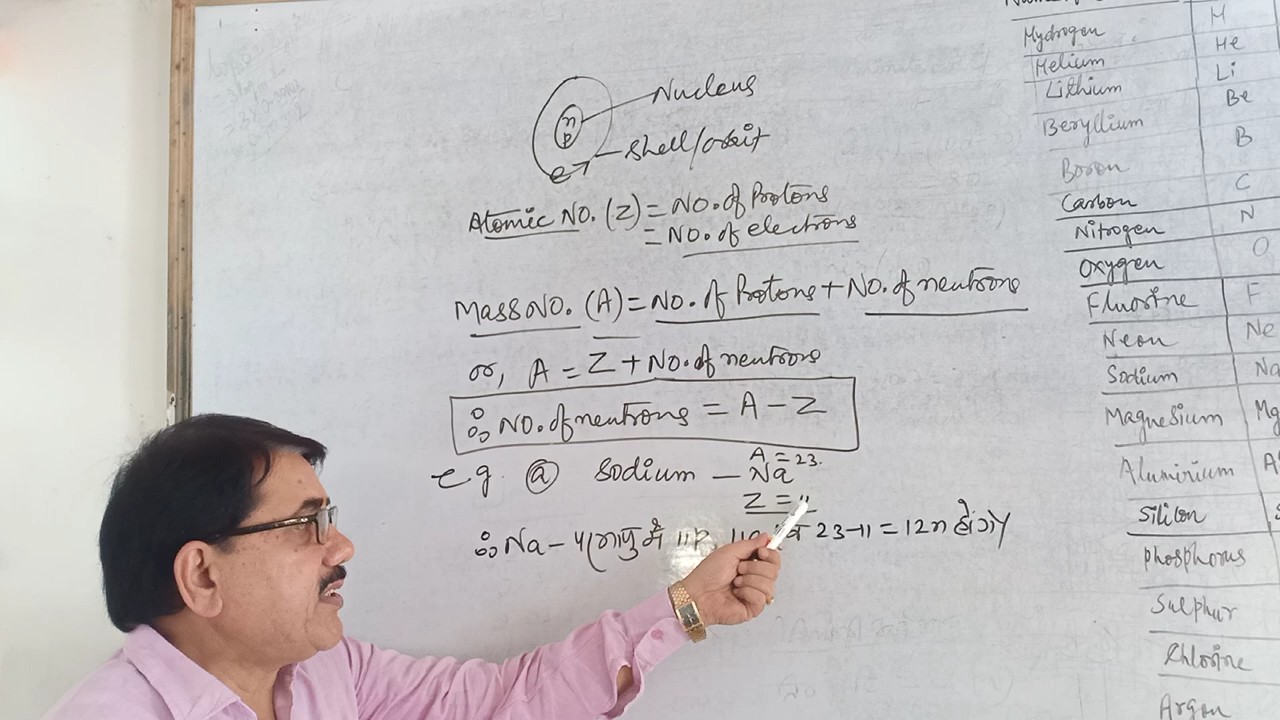 Nucleus
n
p
e-
shell/orbit
Atomic NO. (Z) = NO. of Protons
= NO. of electrons
Mass NO. (A) = NO. of Protons + NO. of neutrons
or, A = Z + NO. of neutrons
∴ NO. of neutrons = A - Z
e.g. (a) Sodium - Na
A = 23.
Z = 11
∴ Na - परमाणु में 11p, 23-11 = 12n होंगे
Hydrogen H
Helium He
Lithium Li
Beryllium Be
Boron B
Carbon C
Nitrogen N
Oxygen O
Fluorine F
Neon Ne
Sodium Na
Magnesium Mg
Aluminium
Silicon
Phosphorus
Sulphur
Chlorine
Argon